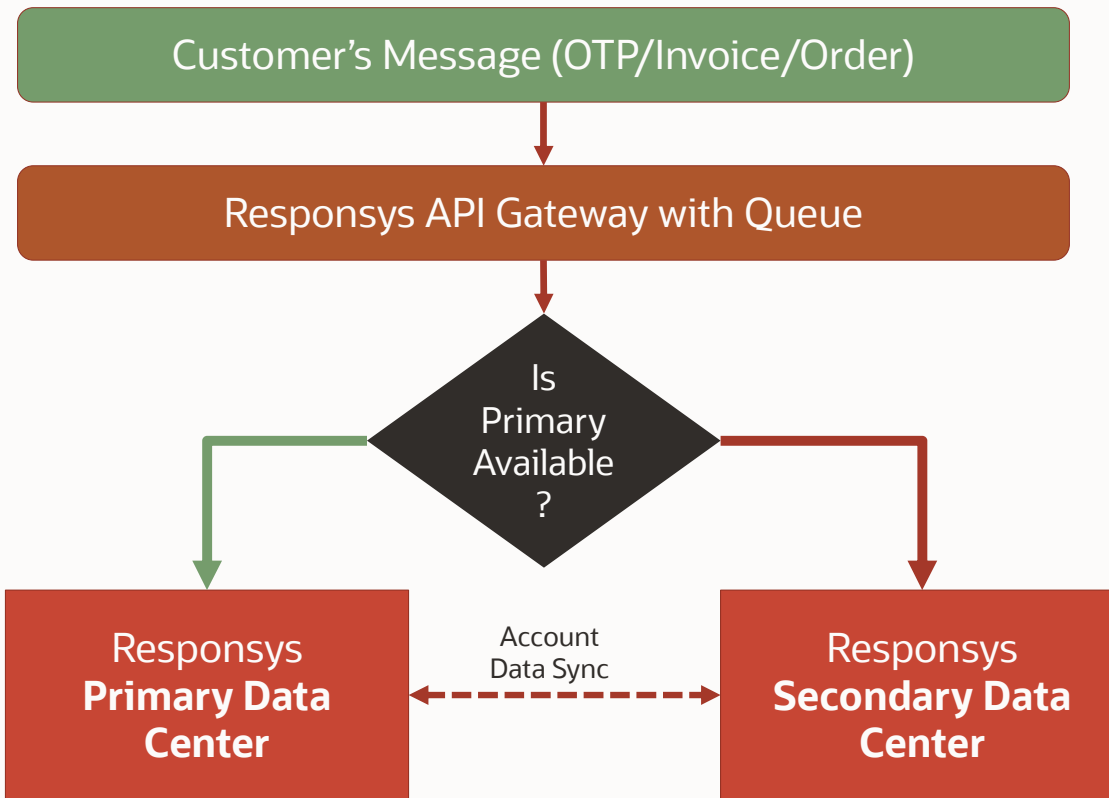 Customer's Message (OTP/Invoice/Order)
Responsys API Gateway with Queue
Is
Primary
Available
?
Account
Data Sync
Responsys
Primary Data
Center
Responsys
Secondary Data
Center